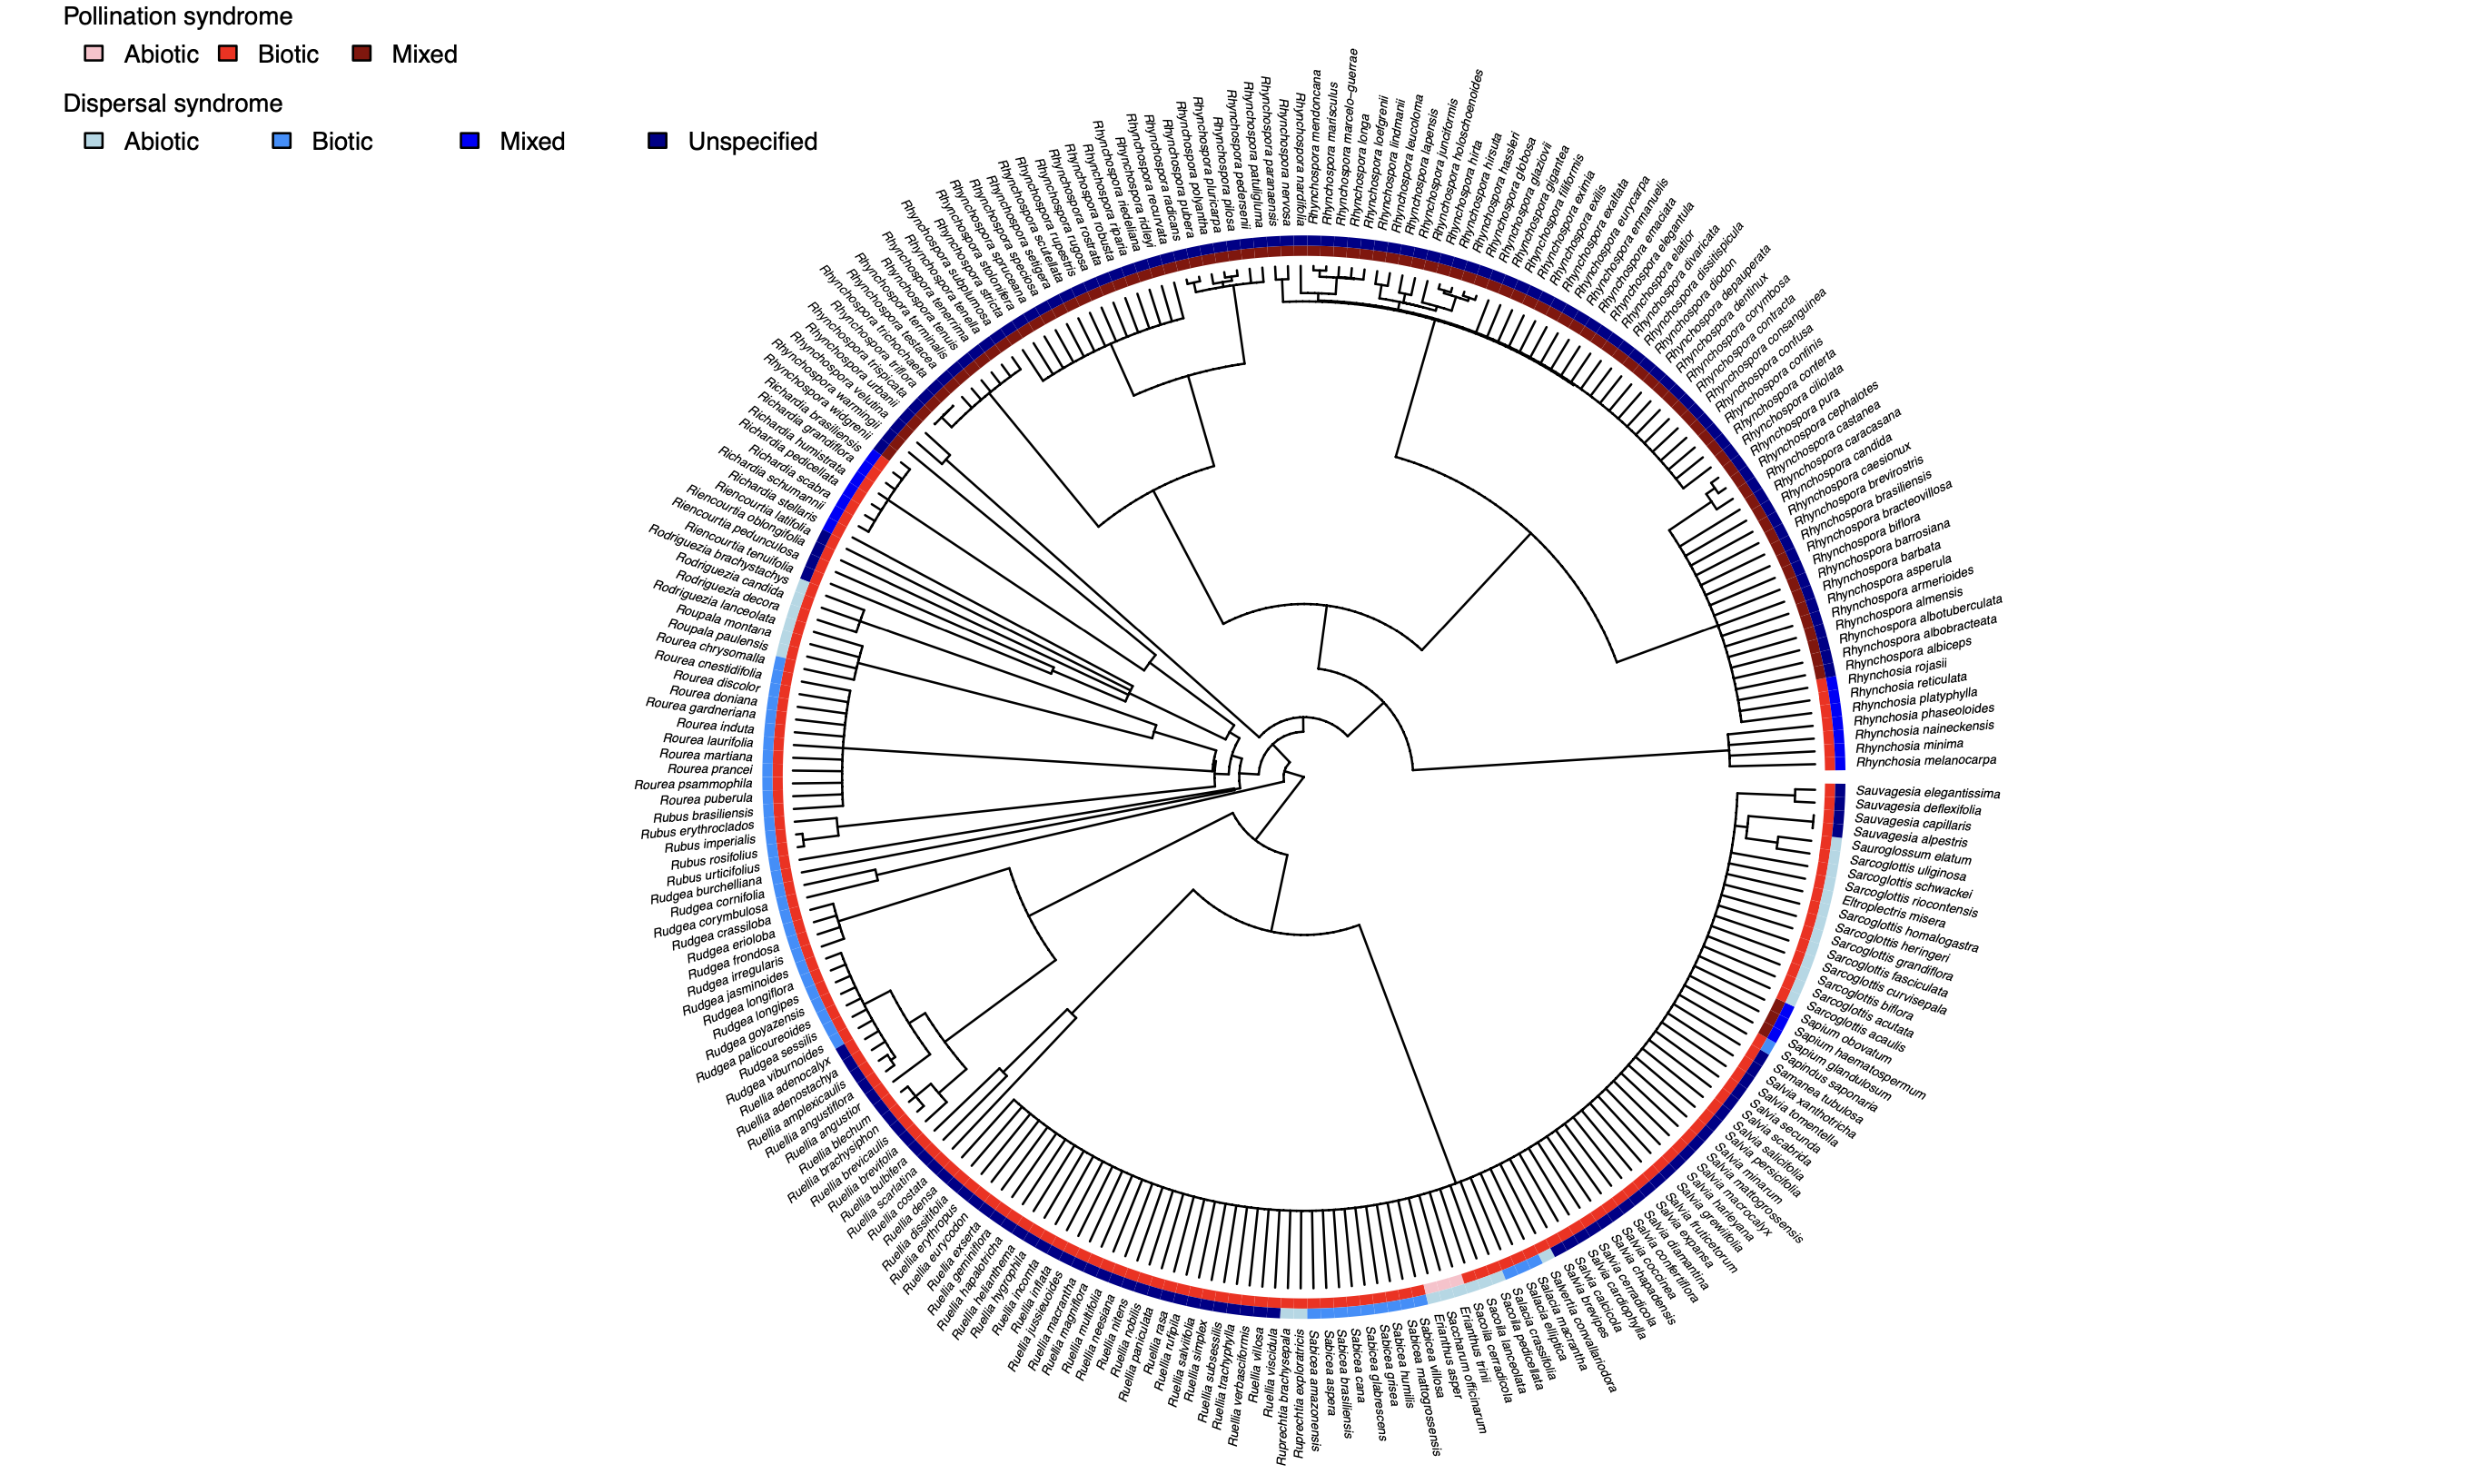 Pollination syndrome
Abiotic
Biotic
Mixed
Dispersal syndrome
Abiotic
Biotic
Mixed
Unspecified
Rhynchospora mendoncana
Rhynchospora marisculus
Rhynchospora marcelo−guerrae
Rhynchospora longa
Rhynchospora loefgrenii
Rhynchospora lindmanii
Rhynchospora leucoloma
Rhynchospora lapensis
Rhynchospora junciformis
Rhynchospora holoschoenoides
Rhynchospora hirta
Rhynchospora hirsuta
Rhynchospora hassleri
Rhynchospora globosa
Rhynchospora glaziovii
Rhynchospora gigantea
Rhynchospora filiformis
Rhynchospora eximia
Rhynchospora exilis
Rhynchospora exaltata
Rhynchospora eurycarpa
Rhynchospora emmanuelis
Rhynchospora emaciata
Rhynchospora elegantula
Rhynchospora elatior
Rhynchospora divaricata
Rhynchospora dissitispicula
Rhynchospora diodon
Rhynchospora depauperata
Rhynchospora dentinux
Rhynchospora corymbosa
Rhynchospora contracta
Rhynchospora consanguinea
Rhynchospora confusa
Rhynchospora confinis
Rhynchospora conferta
Rhynchospora ciliolata
Rhynchospora pura
Rhynchospora cephalotes
Rhynchospora castanea
Rhynchospora caracasana
Rhynchospora candida
Rhynchospora caesionux
Rhynchospora brevirostris
Rhynchospora brasiliensis
Rhynchospora bracteovillosa
Rhynchospora biflora
Rhynchospora barrosiana
Rhynchospora barbata
Rhynchospora asperula
Rhynchospora armerioides
Rhynchospora almensis
Rhynchospora albotuberculata
Rhynchospora albobracteata
Rhynchospora albiceps
Rhynchosia rojasii
Rhynchosia reticulata
Rhynchosia platyphylla
Rhynchosia phaseoloides
Rhynchosia naineckensis
Rhynchosia minima
Rhynchosia melanocarpa
Sauvagesia elegantissima
Sauvagesia deflexifolia
Sauvagesia capillaris
Sauvagesia alpestris
Sauroglossum elatum
Sarcoglottis uliginosa
Sarcoglottis schwackei
Sarcoglottis riocontensis
Eltroplectris misera
Sarcoglottis homalogastra
Sarcoglottis heringeri
Sarcoglottis grandiflora
Sarcoglottis fasciculata
Sarcoglottis curvisepala
Sarcoglottis biflora
Sarcoglottis acutata
Sarcoglottis acaulis
Sapium obovatum
Sapium haematospermum
Sapium glandulosum
Sapindus saponaria
Samanea tubulosa
Salvia xanthotricha
Salvia tomentella
Salvia secunda
Salvia scabrida
Salvia salicifolia
Salvia persicifolia
Salvia minarum
Salvia mattogrossensis
Salvia macrocalyx
Salvia harleyana
Salvia grewiifolia
Salvia fruticetorum
Salvia expansa
Salvia diamantina
Salvia confertiflora
Salvia coccinea
Salvia chapadensis
Salvia cerradicola
Salvia cardiophylla
Salvia calcicola
Salvia brevipes
Salvertia convallariodora
Salacia macrantha
Salacia elliptica
Salacia crassifolia
Sacoila pedicellata
Sacoila lanceolata
Sacoila cerradicola
Erianthus trinii
Saccharum officinarum
Erianthus asper
Sabicea villosa
Sabicea mattogrossensis
Sabicea humilis
Sabicea grisea
Sabicea glabrescens
Sabicea cana
Sabicea brasiliensis
Sabicea aspera
Sabicea amazonensis
Ruprechtia exploratricis
Ruprechtia brachysepala
Ruellia viscidula
Ruellia villosa
Ruellia verbasciformis
Ruellia trachyphylla
Ruellia subsessilis
Ruellia simplex
Ruellia salviifolia
Ruellia rufipila
Ruellia rasa
Ruellia paniculata
Ruellia nobilis
Ruellia nitens
Ruellia neesiana
Ruellia multifolia
Ruellia magniflora
Ruellia macrantha
Ruellia jussieuoides
Ruellia inflata
Ruellia incomta
Ruellia hygrophila
Ruellia helianthema
Ruellia hapalotricha
Ruellia geminiflora
Ruellia exserta
Ruellia eurycodon
Ruellia erythropus
Ruellia dissitifolia
Ruellia densa
Ruellia costata
Ruellia scarlatina
Ruellia bulbifera
Ruellia brevifolia
Ruellia brevicaulis
Ruellia brachysiphon
Ruellia blechum
Ruellia angustior
Ruellia angustiflora
Ruellia amplexicaulis
Ruellia adenostachya
Ruellia adenocalyx
Rudgea viburnoides
Rudgea sessilis
Rudgea palicoureoides
Rudgea goyazensis
Rudgea longipes
Rudgea longiflora
Rudgea jasminoides
Rudgea irregularis
Rudgea frondosa
Rudgea erioloba
Rudgea crassiloba
Rudgea corymbulosa
Rudgea cornifolia
Rudgea burchelliana
Rubus urticifolius
Rubus rosifolius
Rubus imperialis
Rubus erythroclados
Rubus brasiliensis
Rourea puberula
Rourea psammophila
Rourea prancei
Rourea martiana
Rourea laurifolia
Rourea induta
Rourea gardneriana
Rourea doniana
Rourea discolor
Rourea cnestidifolia
Rourea chrysomalla
Roupala paulensis
Roupala montana
Rodriguezia lanceolata
Rodriguezia decora
Rodriguezia candida
Rodriguezia brachystachys
Riencourtia tenuifolia
Riencourtia pedunculosa
Riencourtia oblongifolia
Riencourtia latifolia
Richardia stellaris
Richardia schumannii
Richardia scabra
Richardia pedicellata
Richardia humistrata
Richardia grandiflora
Richardia brasiliensis
Rhynchospora widgrenii
Rhynchospora warmingii
Rhynchospora velutina
Rhynchospora urbanii
Rhynchospora trispicata
Rhynchospora triflora
Rhynchospora trichochaeta
Rhynchospora testacea
Rhynchospora terminalis
Rhynchospora tenuis
Rhynchospora tenerrima
Rhynchospora tenella
Rhynchospora subplumosa
Rhynchospora stricta
Rhynchospora stolonifera
Rhynchospora spruceana
Rhynchospora speciosa
Rhynchospora setigera
Rhynchospora scutellata
Rhynchospora rupestris
Rhynchospora rugosa
Rhynchospora rostrata
Rhynchospora robusta
Rhynchospora riparia
Rhynchospora riedeliana
Rhynchospora ridleyi
Rhynchospora recurvata
Rhynchospora radicans
Rhynchospora pubera
Rhynchospora polyantha
Rhynchospora pluricarpa
Rhynchospora pilosa
Rhynchospora pedersenii
Rhynchospora patuligluma
Rhynchospora paranaensis
Rhynchospora nervosa
Rhynchospora nardifolia